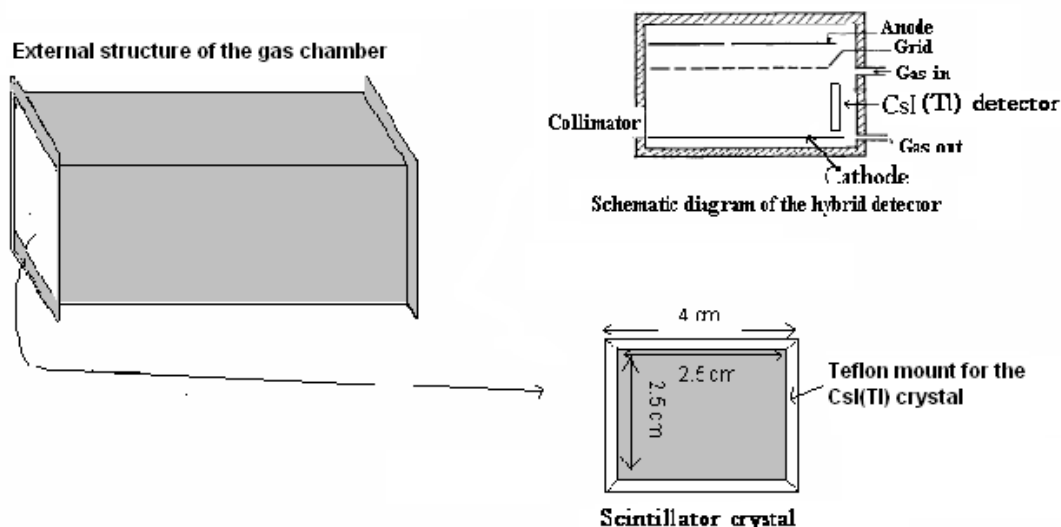 External structure of the gas chamber
Anode
Grid
Gas in
CsI (Tl) detector
Collimator
Gas out
Cathode
Schematic diagram of the hybrid detector
4 cm
2.5 cm
2.5 cm
Teflon mount for the
CsI(Tl) crystal
Scintillator crystal